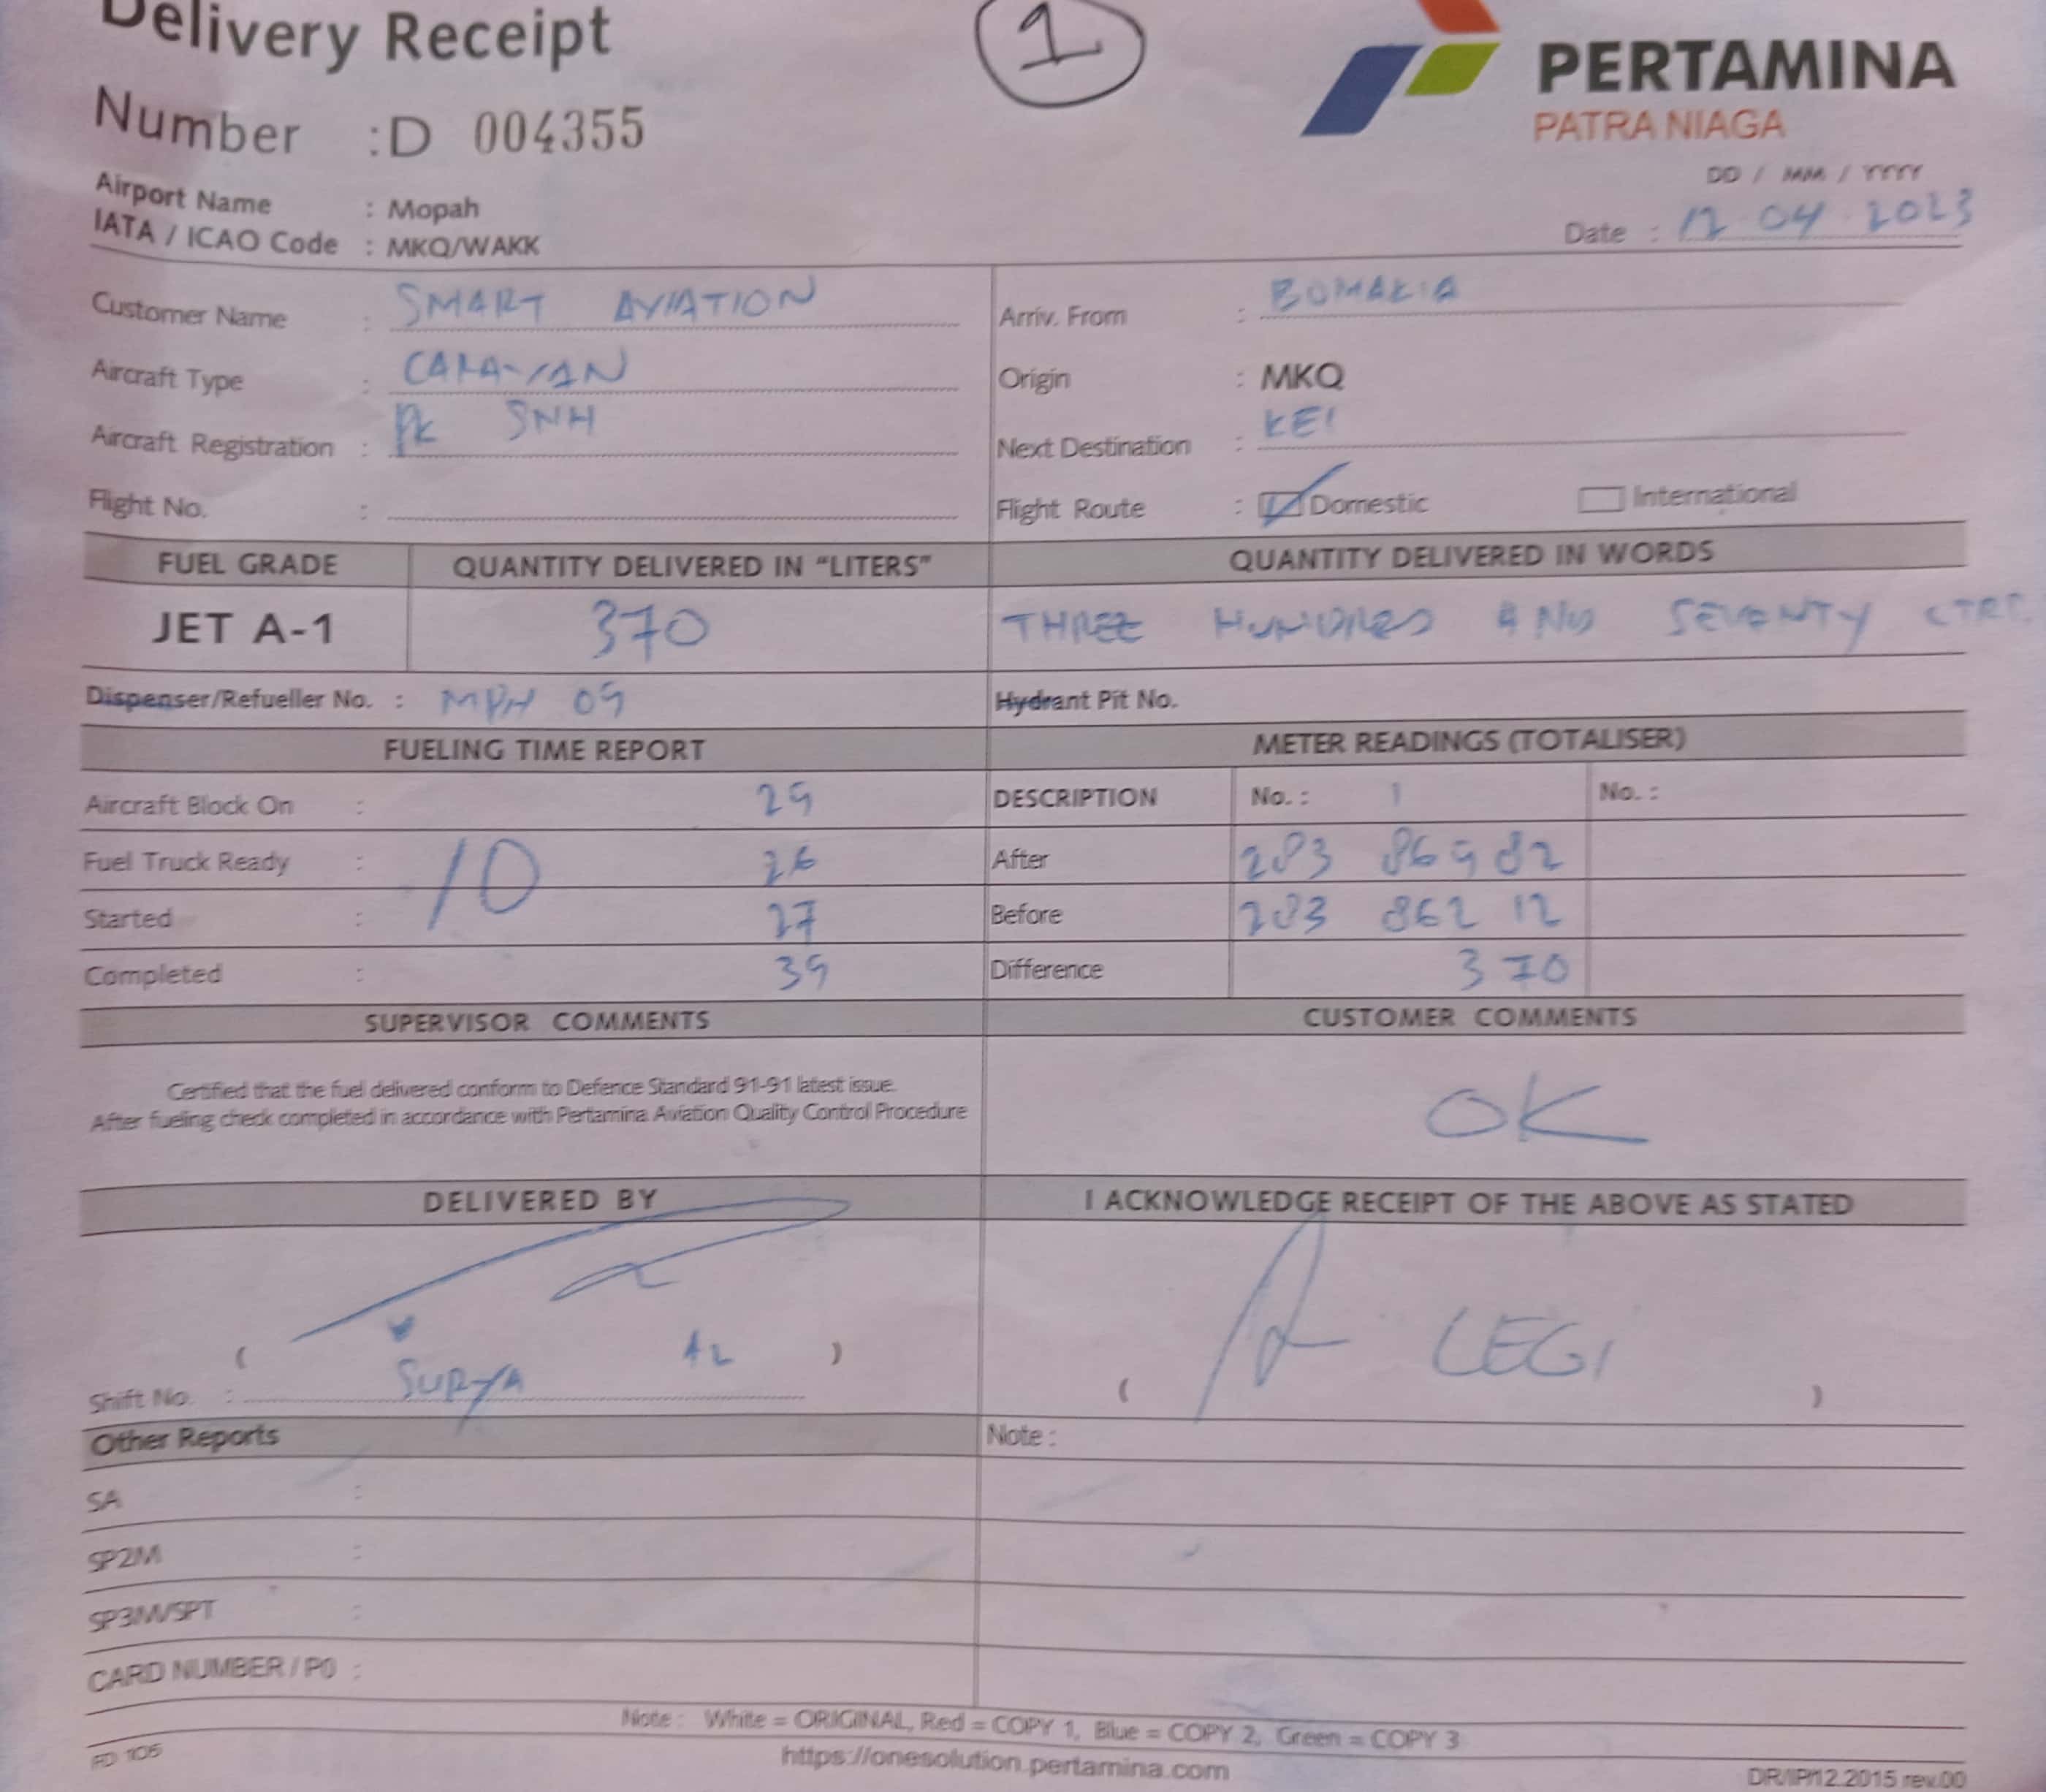 Delivery Receipt
1
PERTAMINA
PATRA NIAGA
Number :D 004355
DD / MM / YYYY
Airport Name : Mopah
Date : 12 04 2023
IATA / ICAO Code : MKQ/WAKK
Customer Name : SMART AVIATION
Arriv. From : BOMAKIA
Aircraft Type : CARAVAN
Origin : MKQ
Aircraft Registration : PK SNH
Next Destination : KEI
Flight No. :
Flight Route : Domestic International
FUEL GRADE QUANTITY DELIVERED IN "LITERS" QUANTITY DELIVERED IN WORDS
JET A-1 370 THREE HUNDRED AND SEVENTY
Dispenser/Refueller No. : MPH 09 Hydrant Pit No.
FUELING TIME REPORT METER READINGS (TOTALISER)
Aircraft Block On : 29 DESCRIPTION No. : 1 No. :
Fuel Truck Ready : 10 26 After 283 869 82
Started : 27 Before 283 862 12
Completed : 39 Difference 370
SUPERVISOR COMMENTS CUSTOMER COMMENTS
Certified that the fuel delivered conform to Defence Standard 91-91 latest issue.
After fueling check completed in accordance with Pertamina Aviation Quality Control Procedure
OK
DELIVERED BY I ACKNOWLEDGE RECEIPT OF THE ABOVE AS STATED
LEGI
( )
Shift No. : SURYA
( )
Other Reports Note :
SA :
SP2M :
SP3M/SPT :
CARD NUMBER / PO :
Note : White = ORIGINAL, Red = COPY 1, Blue = COPY 2, Green = COPY 3
FD 105 https://onesolution.pertamina.com
DR/IP/12.2015 rev.00